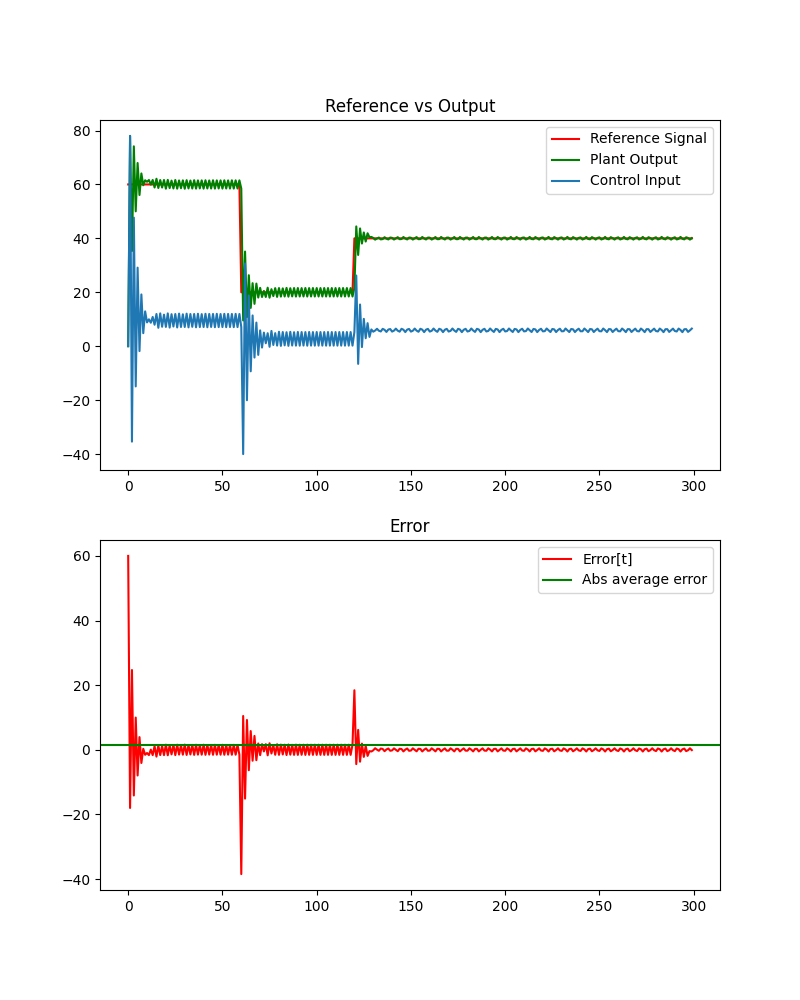 Reference vs Output
80
60
40
20
0
−20
−40
Reference Signal
Plant Output
Control Input
0 50 100 150 200 250 300
Error
60
40
20
0
−20
−40
Error[t]
Abs average error
0 50 100 150 200 250 300